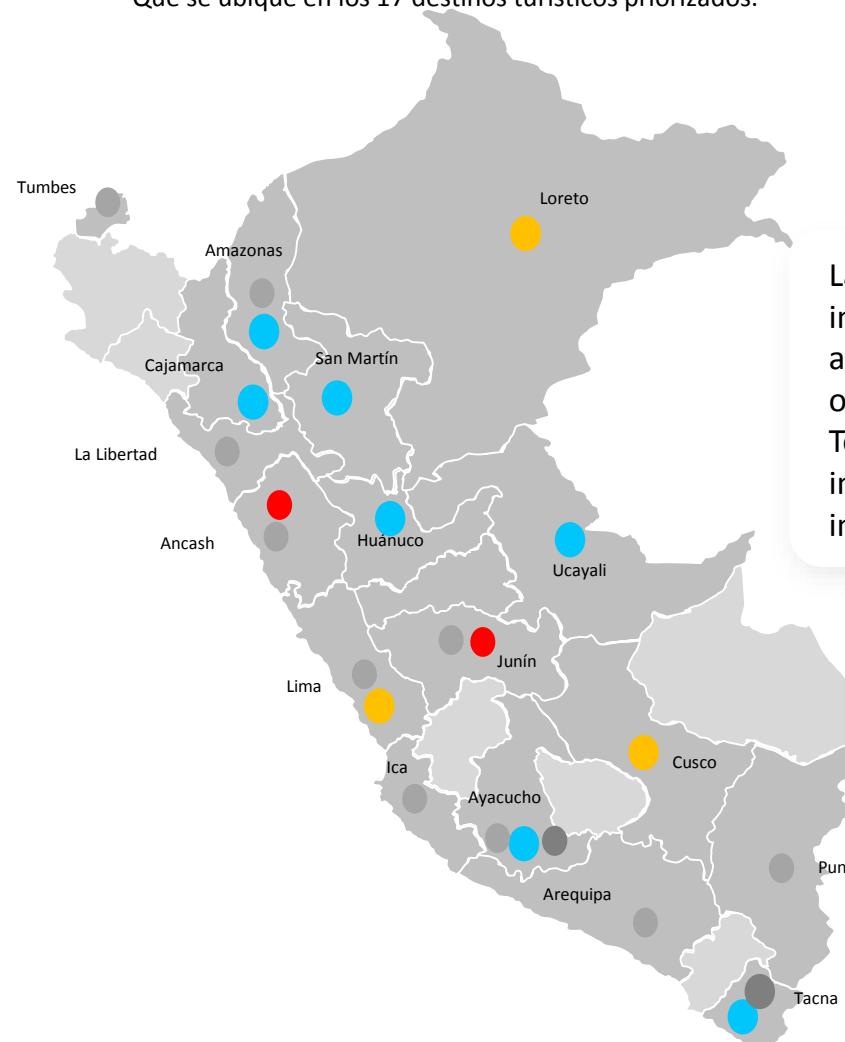 Que se ubique en los 17 destinos turísticos priorizados.
Tumbes
Loreto
Amazonas
San Martín
Cajamarca
La Libertad
Ancash
Huánuco
Ucayali
Junín
Lima
Cusco
Ica
Ayacucho
Arequipa
Tacna